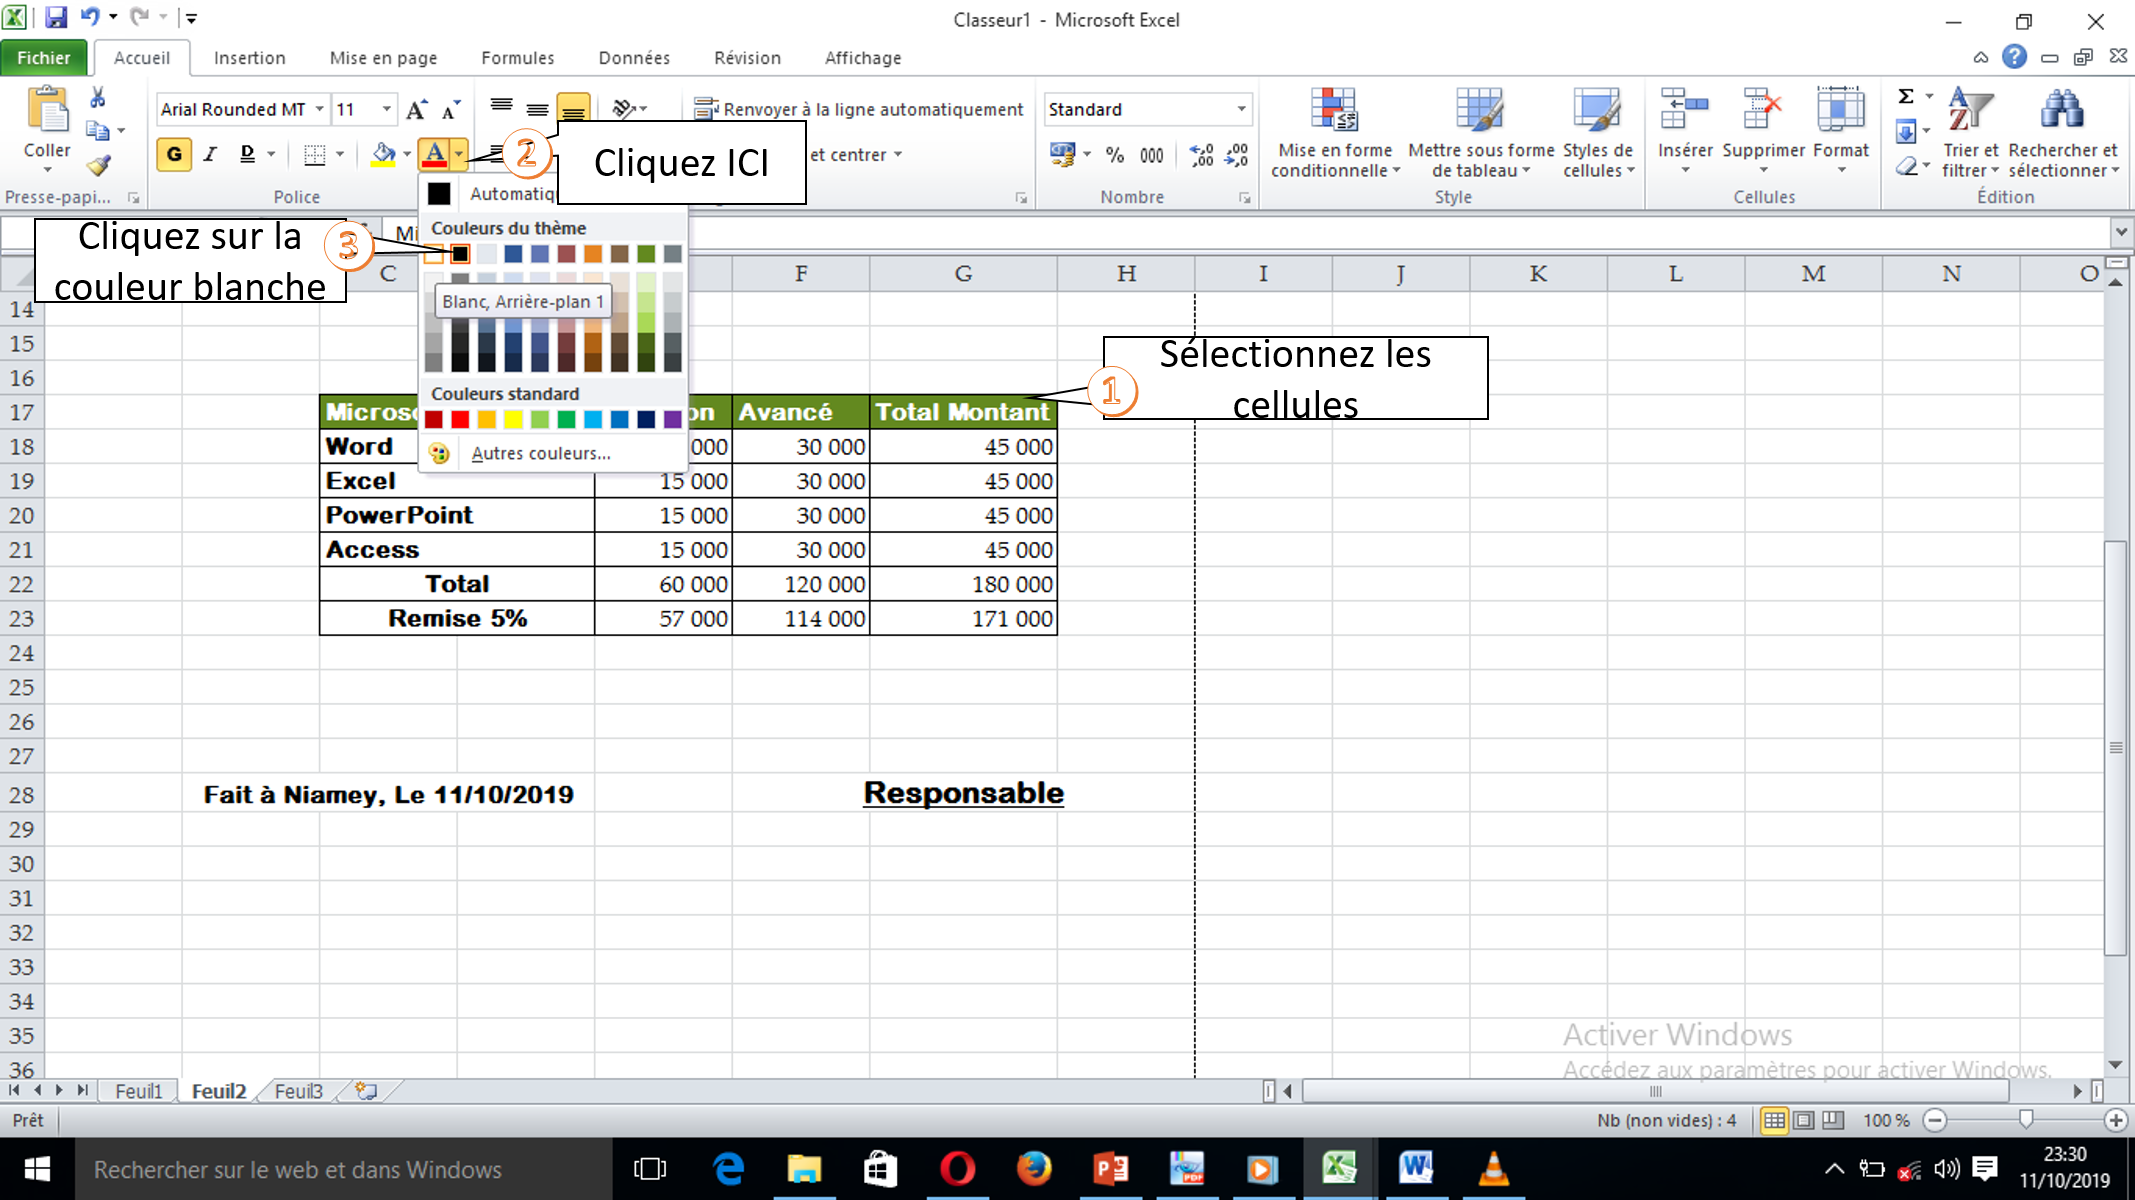 Classeur1 - Microsoft Excel
Fichier Accueil Insertion Mise en page Formules Données Révision Affichage
Arial Rounded MT 11 Renvoyer à la ligne automatiquement Standard
Coller G I D A et centrer % 000
Mise en forme conditionnelle Mettre sous forme de tableau Styles de cellules Insérer Supprimer Format Trier et filtrer Rechercher et sélectionner
Presse-papi... Police Nombre Style Cellules Édition
2 Cliquez ICI
Automatiq
Couleurs du thème
3 Cliquez sur la
couleur blanche
Blanc, Arrière-plan 1
Couleurs standard
Autres couleurs...
C F G H I J K L M N O
1 Sélectionnez les
cellules
14
15
16
17 Avancé Total Montant
18 Word 000 30 000 45 000
19 Excel 15 000 30 000 45 000
20 PowerPoint 15 000 30 000 45 000
21 Access 15 000 30 000 45 000
22 Total 60 000 120 000 180 000
23 Remise 5% 57 000 114 000 171 000
24
25
26
27
28 Fait à Niamey, Le 11/10/2019 Responsable
29
30
31
32
33
34
35
36
Activer Windows
Accédez aux paramètres pour activer Windows.
Feuil1 Feuil2 Feuil3
Prêt Nb (non vides) : 4 100 %
Rechercher sur le web et dans Windows
23:30
11/10/2019